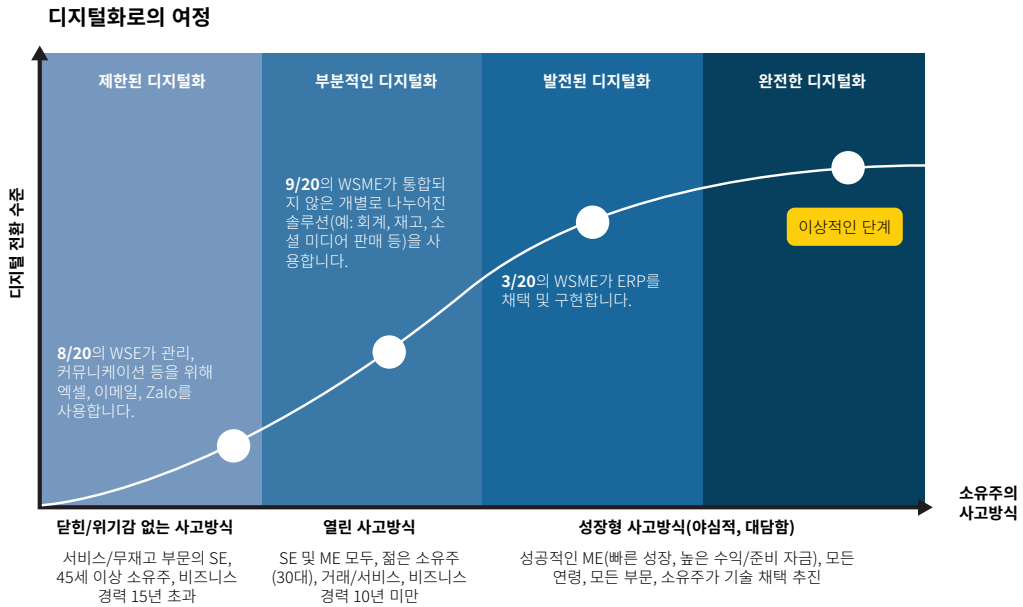 디지털화로의 여정
제한된 디지털화
부분적인 디지털화
발전된 디지털화
완전한 디지털화
디지털 전환 수준
9/20의 WSME가 통합되
지 않은 개별로 나누어진
솔루션(예: 회계, 재고, 소
셜 미디어 판매 등)을 사
용합니다.
이상적인 단계
3/20의 WSME가 ERP를
채택 및 구현합니다.
8/20의 WSE가 관리,
커뮤니케이션 등을 위해
엑셀, 이메일, Zalo를
사용합니다.
소유주의
사고방식
닫힌/위기감 없는 사고방식
서비스/무재고 부문의 SE,
45세 이상 소유주, 비즈니스
경력 15년 초과
열린 사고방식
SE 및 ME 모두, 젊은 소유주
(30대), 거래/서비스, 비즈니스
경력 10년 미만
성장형 사고방식(야심적, 대담함)
성공적인 ME(빠른 성장, 높은 수익/준비 자금), 모든
연령, 모든 부문, 소유주가 기술 채택 추진